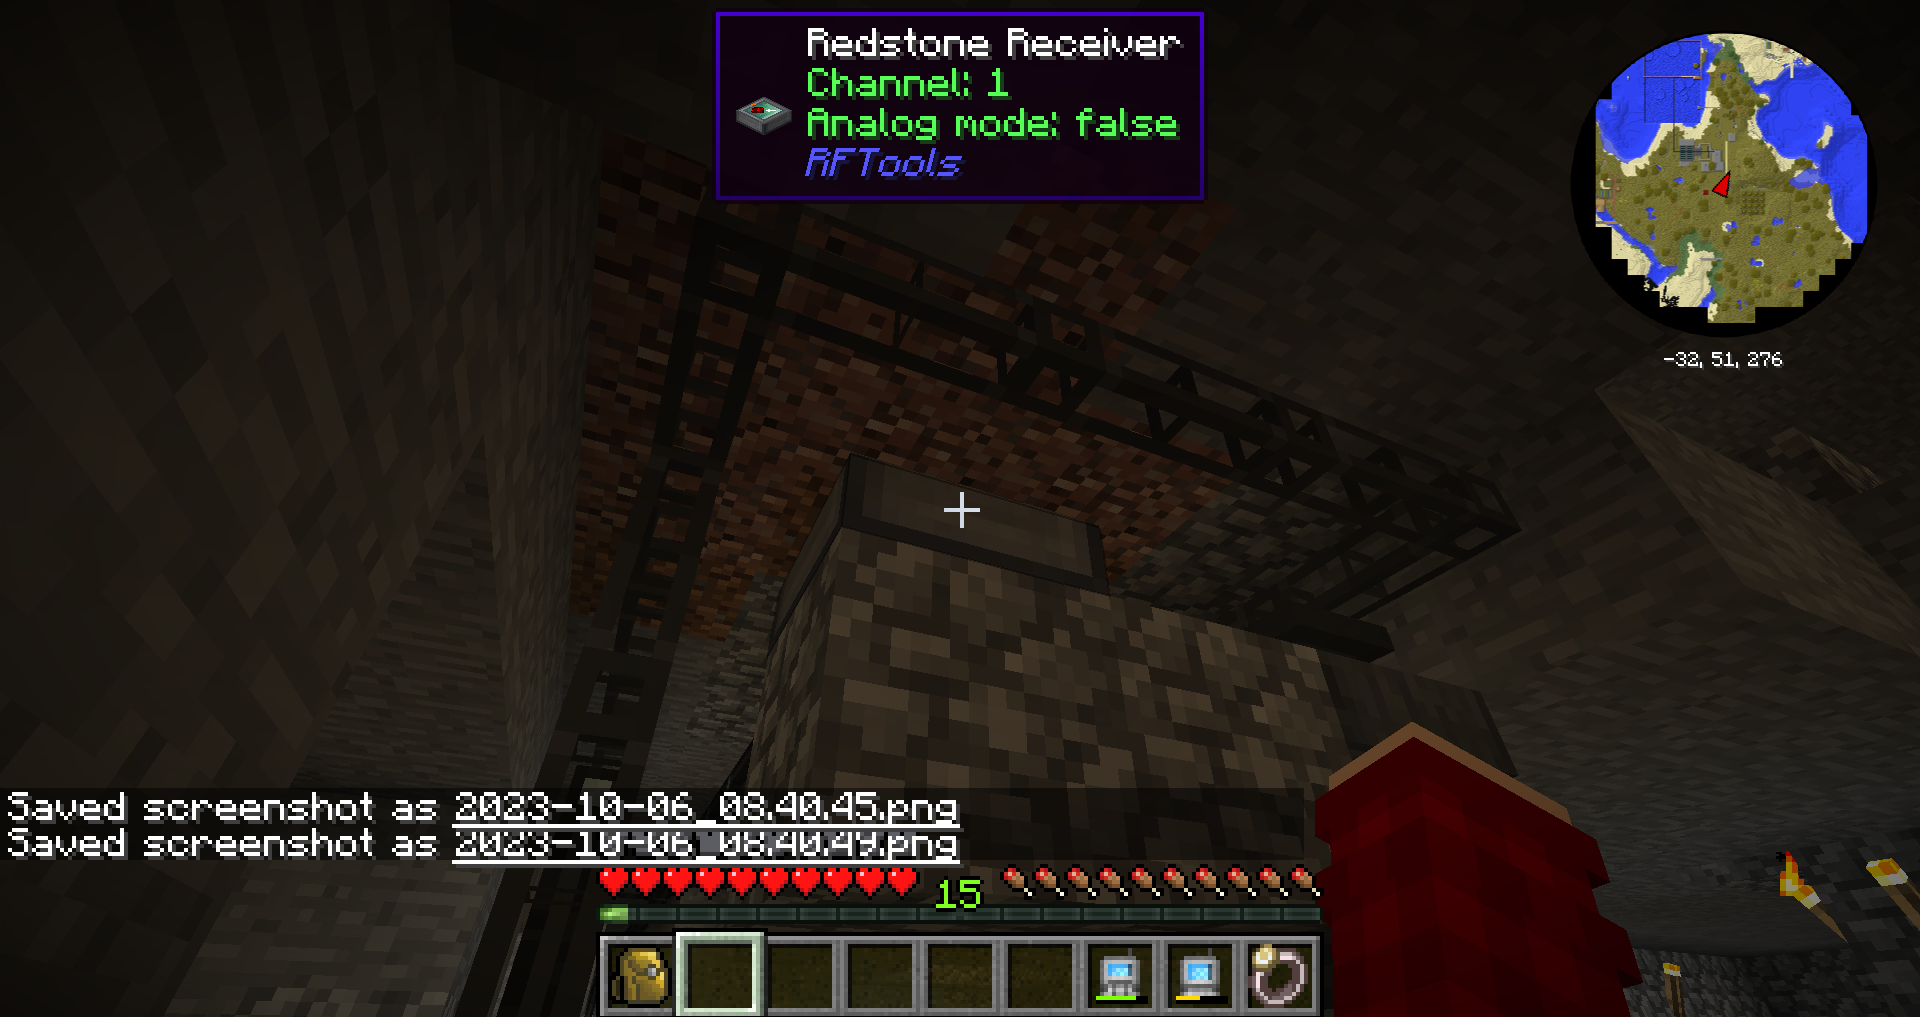 Redstone Receiver
Channel: 1
Analog mode: false
RFTools
-32, 51, 276
Saved screenshot as 2023-10-06_08.40.45.png
Saved screenshot as 2023-10-06_08.40.49.png
15